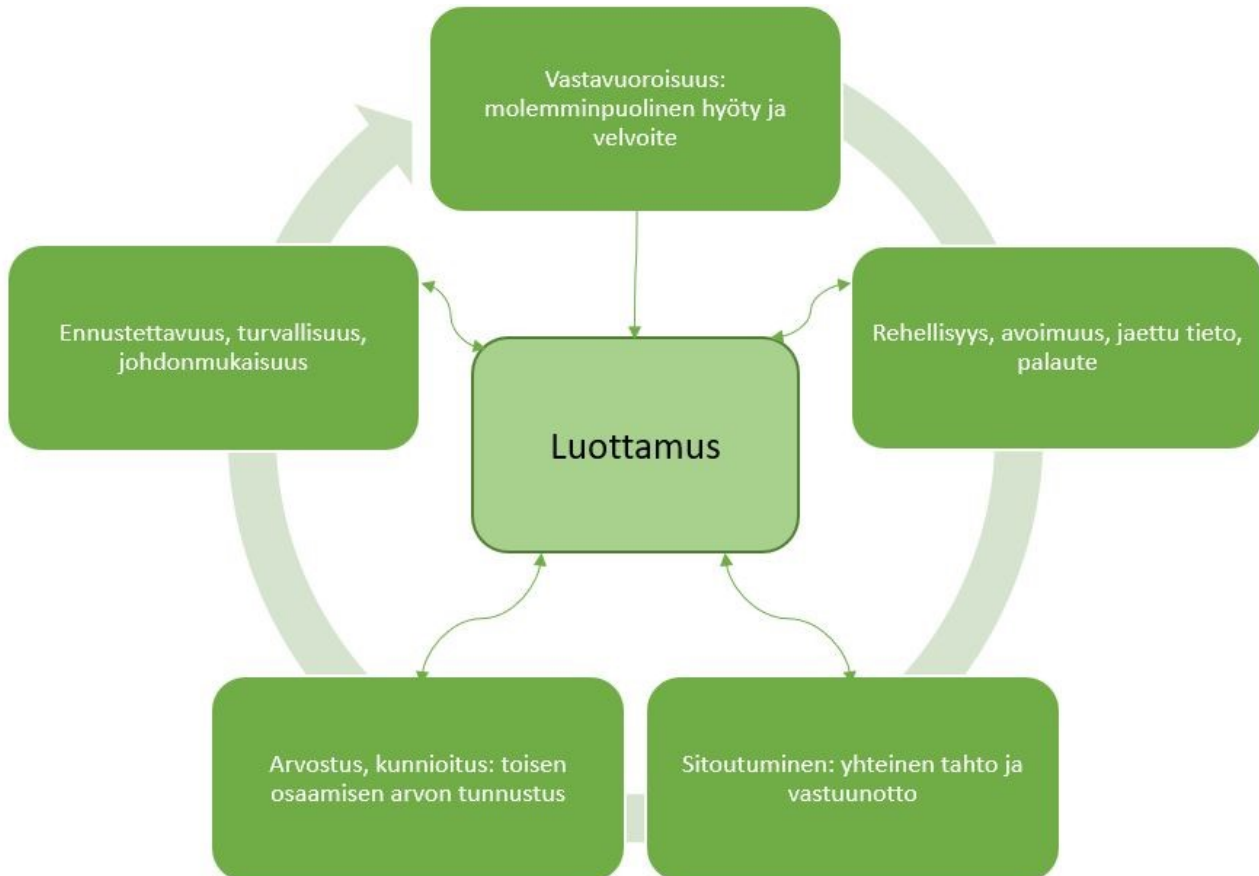 Vastavuoroisuus:
molemminpuolinen hyöty ja
velvoite
Ennustettavuus, turvallisuus,
johdonmukaisuus
Rehellisyys, avoimuus, jaettu tieto,
palaute
Luottamus
Arvostus, kunnioitus: toisen
osaamisen arvon tunnustus
Sitoutuminen: yhteinen tahto ja
vastuunotto